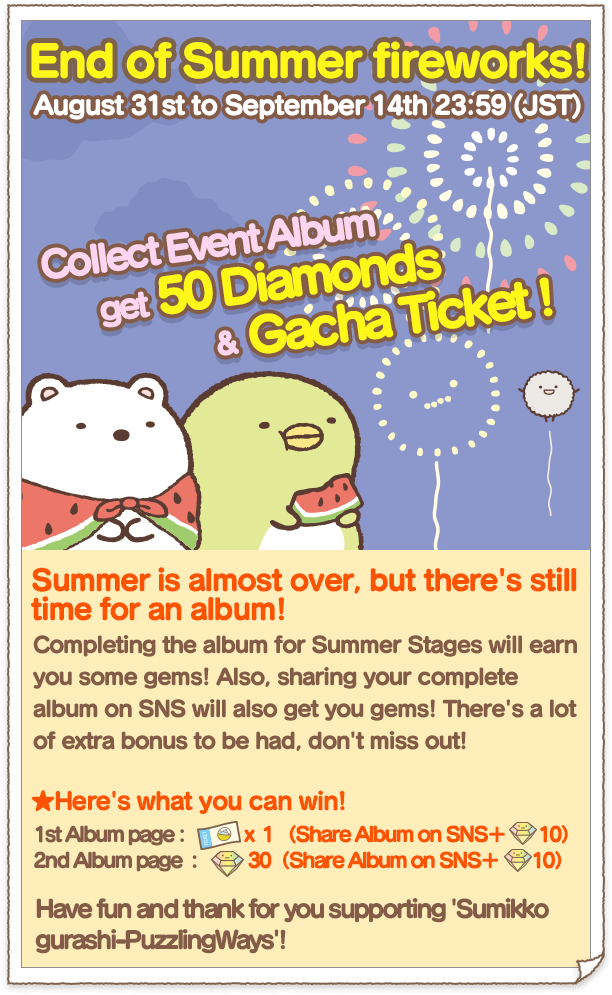 End of Summer fireworks!
August 31st to September 14th 23:59 (JST)
Collect Event Album
get 50 Diamonds
& Gacha Ticket !
Summer is almost over, but there's still
time for an album!
Completing the album for Summer Stages will earn
you some gems! Also, sharing your complete
album on SNS will also get you gems! There's a lot
of extra bonus to be had, don't miss out!
★Here's what you can win!
1st Album page : x 1 (Share Album on SNS+ 10)
2nd Album page : 30 (Share Album on SNS+ 10)
Have fun and thank for you supporting 'Sumikko
gurashi-PuzzlingWays'!